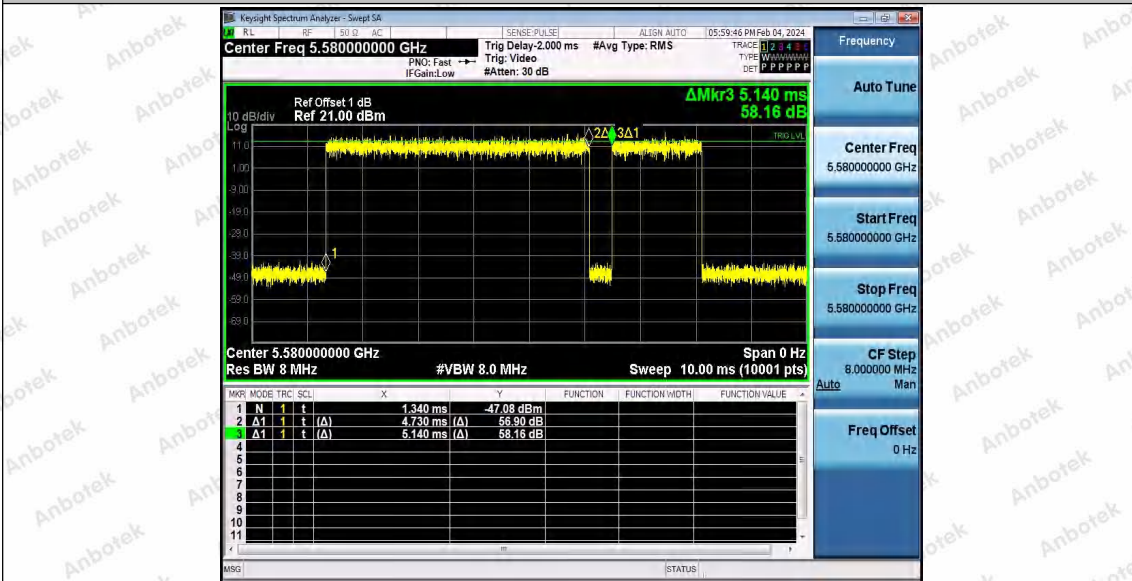 Keysight Spectrum Analyzer - Swept SA
RL RF 50 Ω AC SENSE:PULSE ALIGN AUTO 05:59:46 PM Feb 04, 2024
Center Freq 5.580000000 GHz
Trig Delay-2.000 ms #Avg Type: RMS
PNO: Fast Trig: Video
IFGain:Low #Atten: 30 dB
TRACE 1 2 3 4 5 6
TYPE WWWWWW
DET P P P P P P
ΔMkr3 5.140 ms
58.16 dB
Ref Offset 1 dB
10 dB/div Ref 21.00 dBm
Log
TRIG LVL
11.0
1.00
-9.00
-19.0
-29.0
-39.0
-49.0
-59.0
-69.0
1
2Δ1
3Δ1
Center 5.580000000 GHz Span 0 Hz
Res BW 8 MHz #VBW 8.0 MHz Sweep 10.00 ms (10001 pts)
MKR MODE TRC SCL X Y FUNCTION FUNCTION WIDTH FUNCTION VALUE
1 N 1 t 1.340 ms -47.08 dBm
2 Δ1 1 t (Δ) 4.730 ms (Δ) 56.90 dB
3 Δ1 1 t (Δ) 5.140 ms (Δ) 58.16 dB
4
5
6
7
8
9
10
11
MSG STATUS
Frequency
Auto Tune
Center Freq
5.580000000 GHz
Start Freq
5.580000000 GHz
Stop Freq
5.580000000 GHz
CF Step
8.000000 MHz
Auto Man
Freq Offset
0 Hz
Anbotek